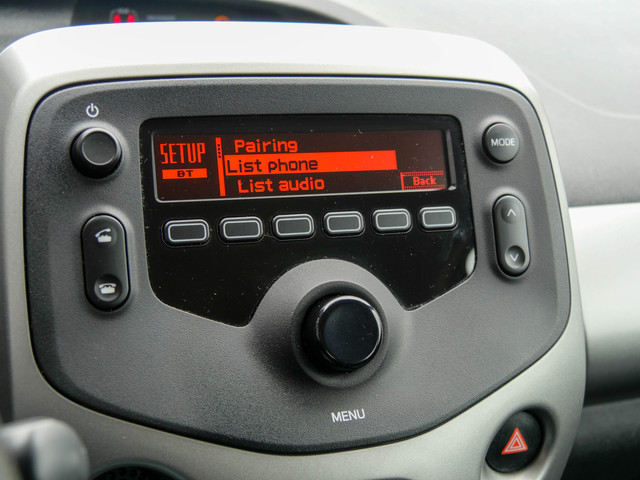 MODE
SETUP
BT
Pairing
List phone
List audio
Back
MENU